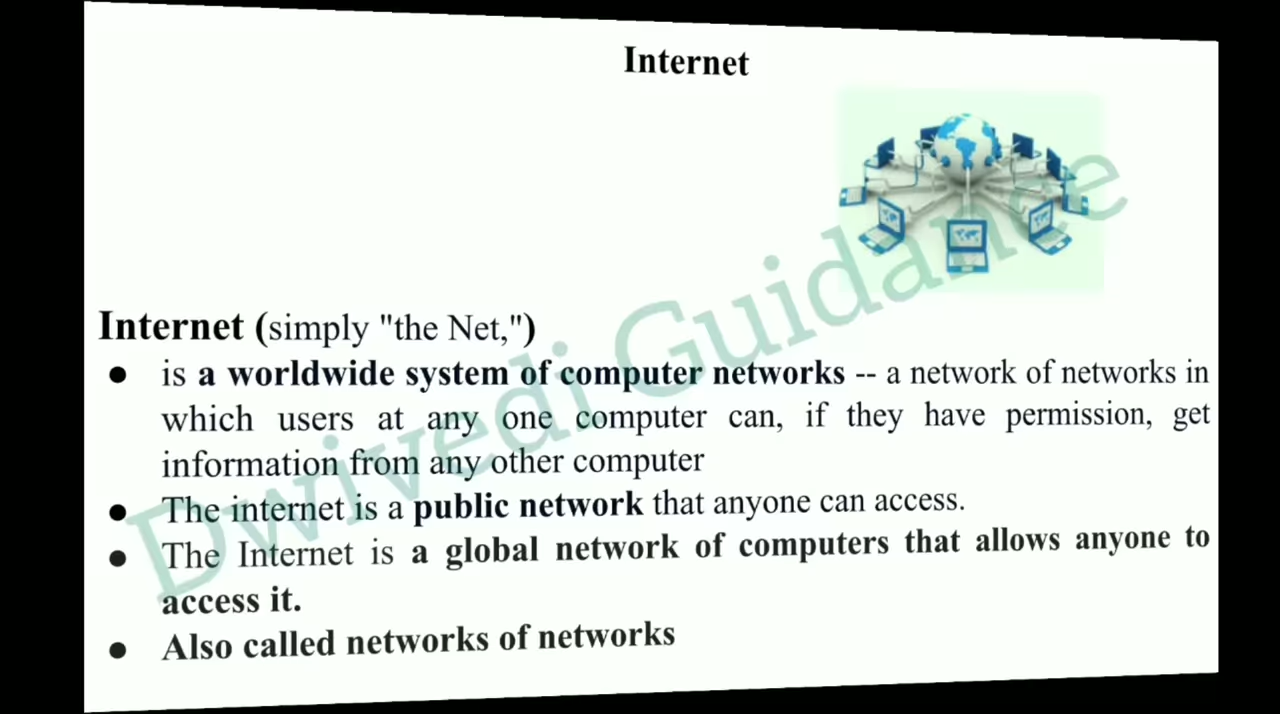 Internet
Internet (simply "the Net,")
● is a worldwide system of computer networks -- a network of networks in
which users at any one computer can, if they have permission, get
information from any other computer
● The internet is a public network that anyone can access.
● The Internet is a global network of computers that allows anyone to
access it.
● Also called networks of networks
Dwivedi Guidance